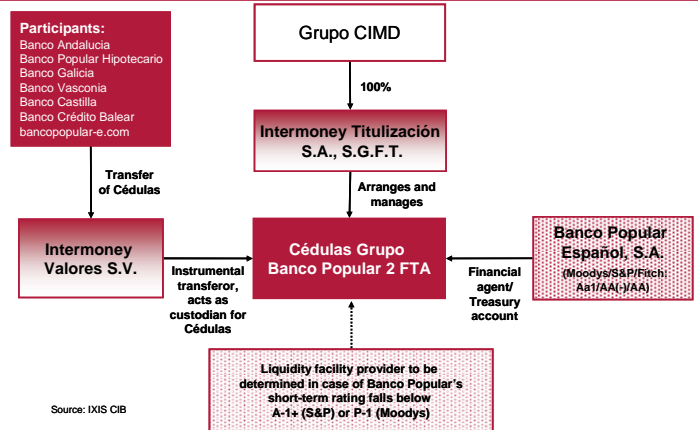 Participants:
Banco Andalucia
Banco Popular Hipotecario
Banco Galicia
Banco Vasconia
Banco Castilla
Banco Crédito Balear
bancopopular-e.com
Grupo CIMD
100%
Intermoney Titulización
S.A., S.G.F.T.
Transfer
of Cédulas
Arranges and
manages
Intermoney
Valores S.V.
Instrumental
transferor,
acts as
custodian for
Cédulas
Cédulas Grupo
Banco Popular 2 FTA
Financial
agent/
Treasury
account
Banco Popular
Español, S.A.
(Moodys/S&P/Fitch:
Aa1/AA(-)/AA)
Liquidity facility provider to be
determined in case of Banco Popular's
short-term rating falls below
A-1+ (S&P) or P-1 (Moodys)
Source: IXIS CIB